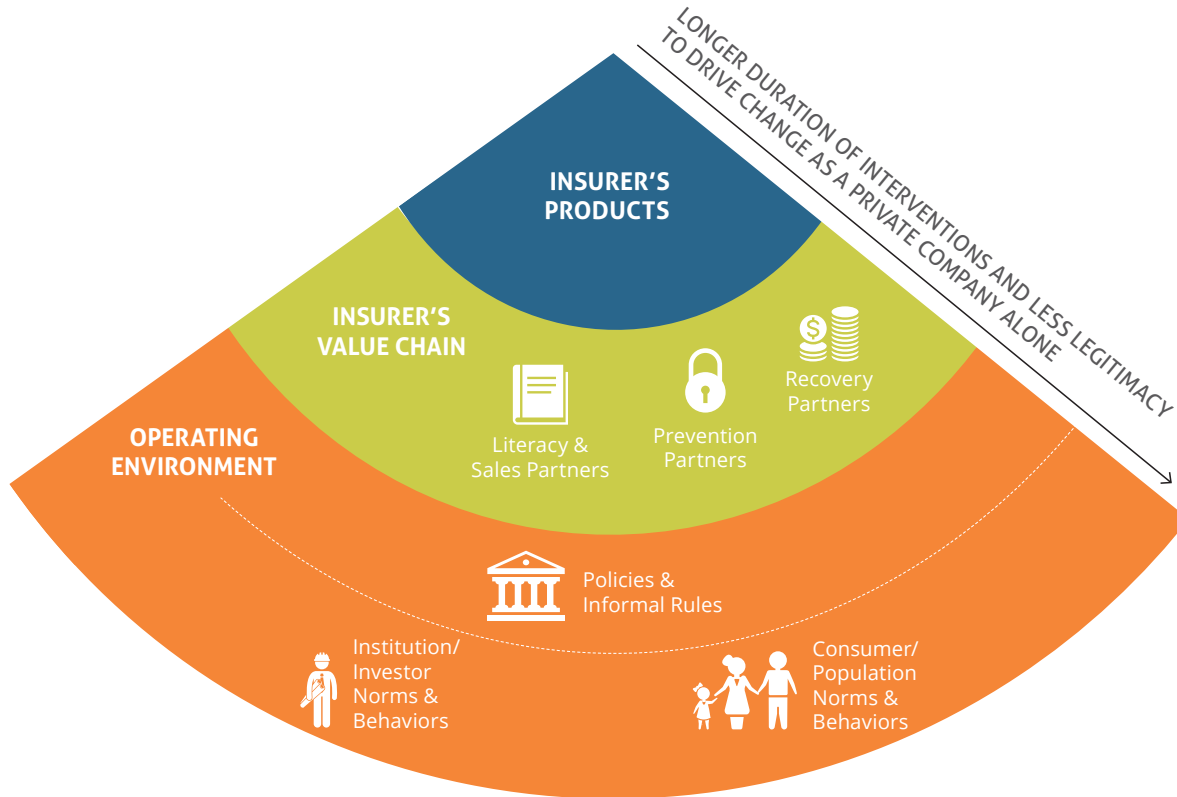 LONGER DURATION OF INTERVENTIONS AND LESS LEGITIMACY
TO DRIVE CHANGE AS A PRIVATE COMPANY ALONE
INSURER'S
PRODUCTS
INSURER'S
VALUE CHAIN
Literacy &
Sales Partners
Prevention
Partners
$
Recovery
Partners
OPERATING
ENVIRONMENT
Policies &
Informal Rules
Institution/
Investor
Norms &
Behaviors
Consumer/
Population
Norms &
Behaviors